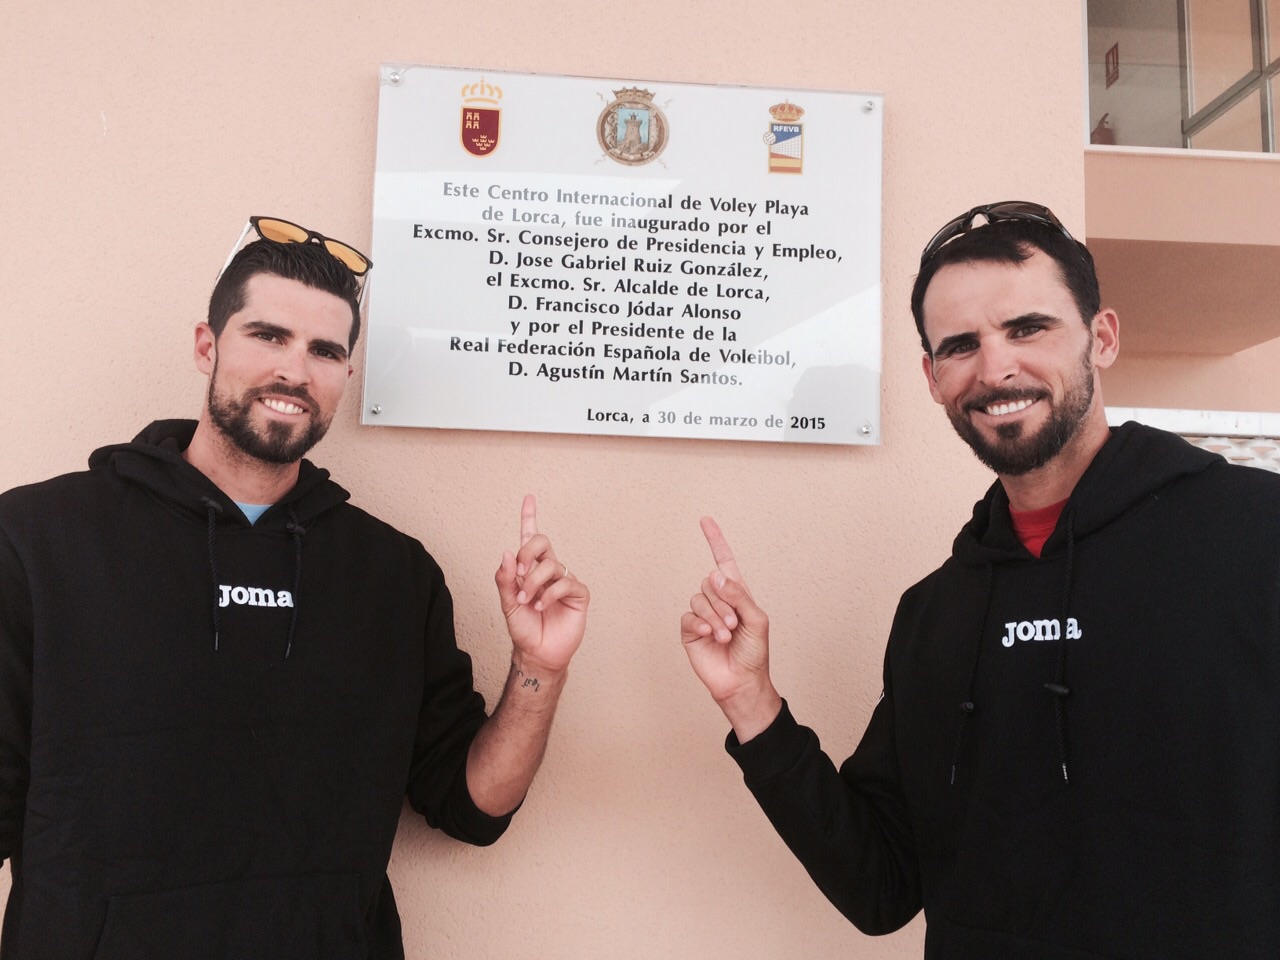 RFEVB
Este Centro Internacional de Voley Playa
de Lorca, fue inaugurado por el
Excmo. Sr. Consejero de Presidencia y Empleo,
D. Jose Gabriel Ruiz González,
el Excmo. Sr. Alcalde de Lorca,
D. Francisco Jódar Alonso
y por el Presidente de la
Real Federación Española de Voleibol,
D. Agustín Martín Santos.
Lorca, a 30 de marzo de 2015
Joma
Joma